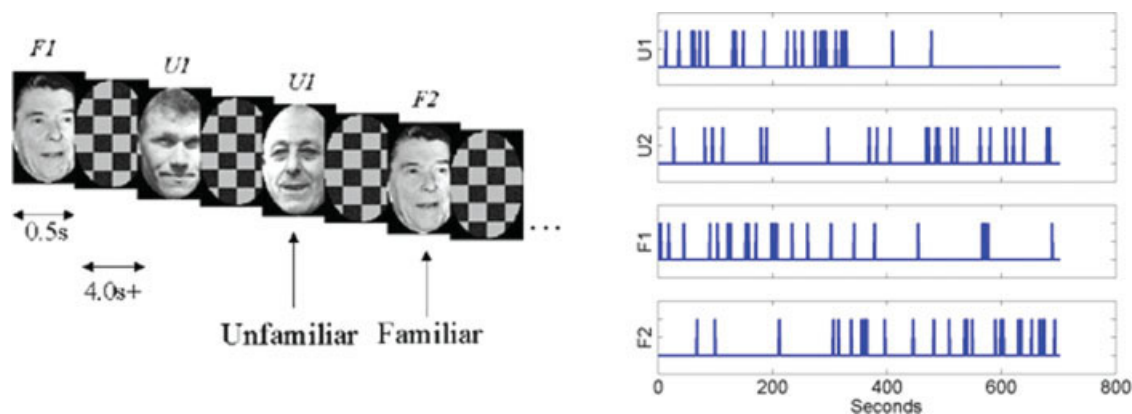 F1
U1
U1
F2
0.5s
4.0s+
...
Unfamiliar
Familiar
U1
U2
F1
F2
0
200
400
600
800
Seconds